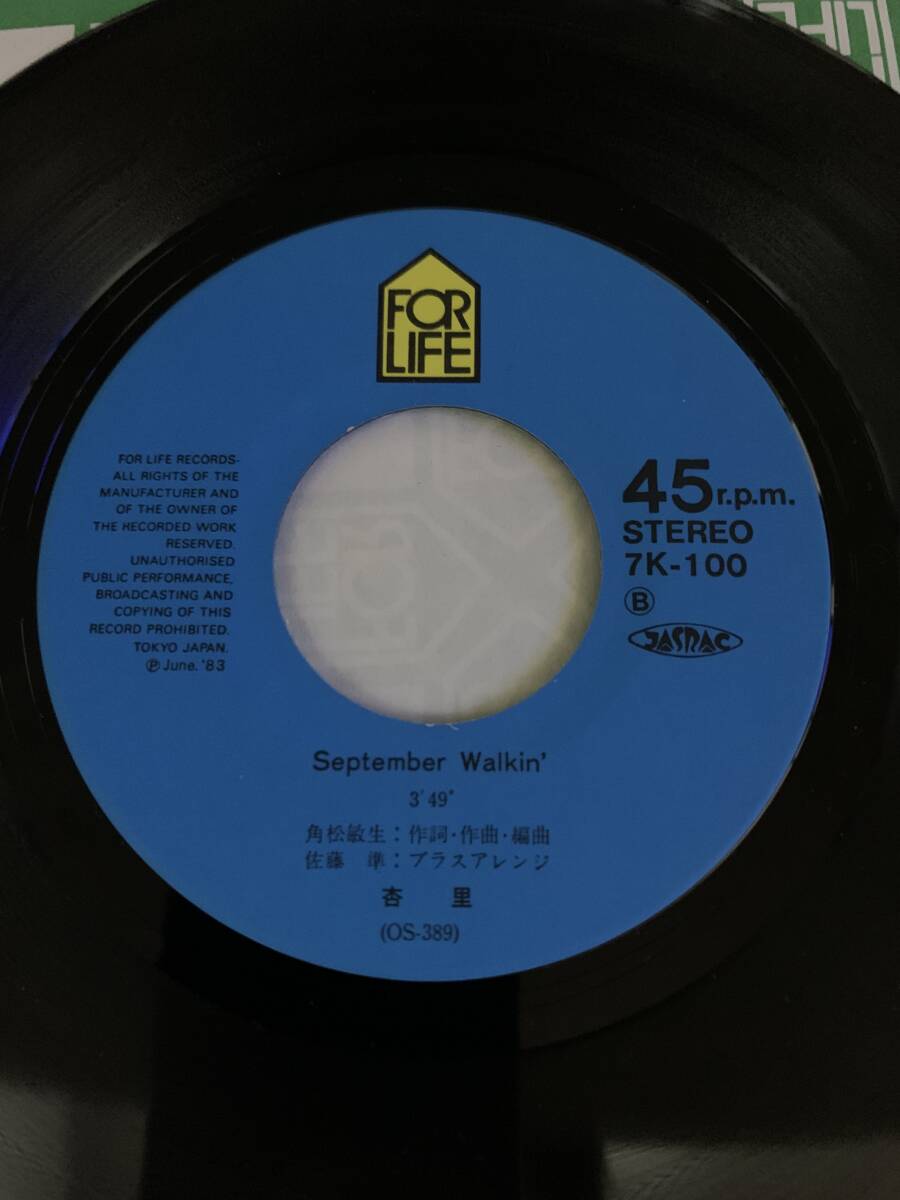 FOR
LIFE
FOR LIFE RECORDS-
ALL RIGHTS OF THE
MANUFACTURER AND
OF THE OWNER OF
THE RECORDED WORK
RESERVED.
UNAUTHORISED
PUBLIC PERFORMANCE,
BROADCASTING AND
COPYING OF THIS
RECORD PROHIBITED.
TOKYO JAPAN.
Ⓟ June. '83
45 r.p.m.
STEREO
7K-100
Ⓑ
JASRAC
September Walkin'
3'49"
角松敏生:作詞・作曲・編曲
佐藤 準:ブラスアレンジ
杏 里
(OS-389)